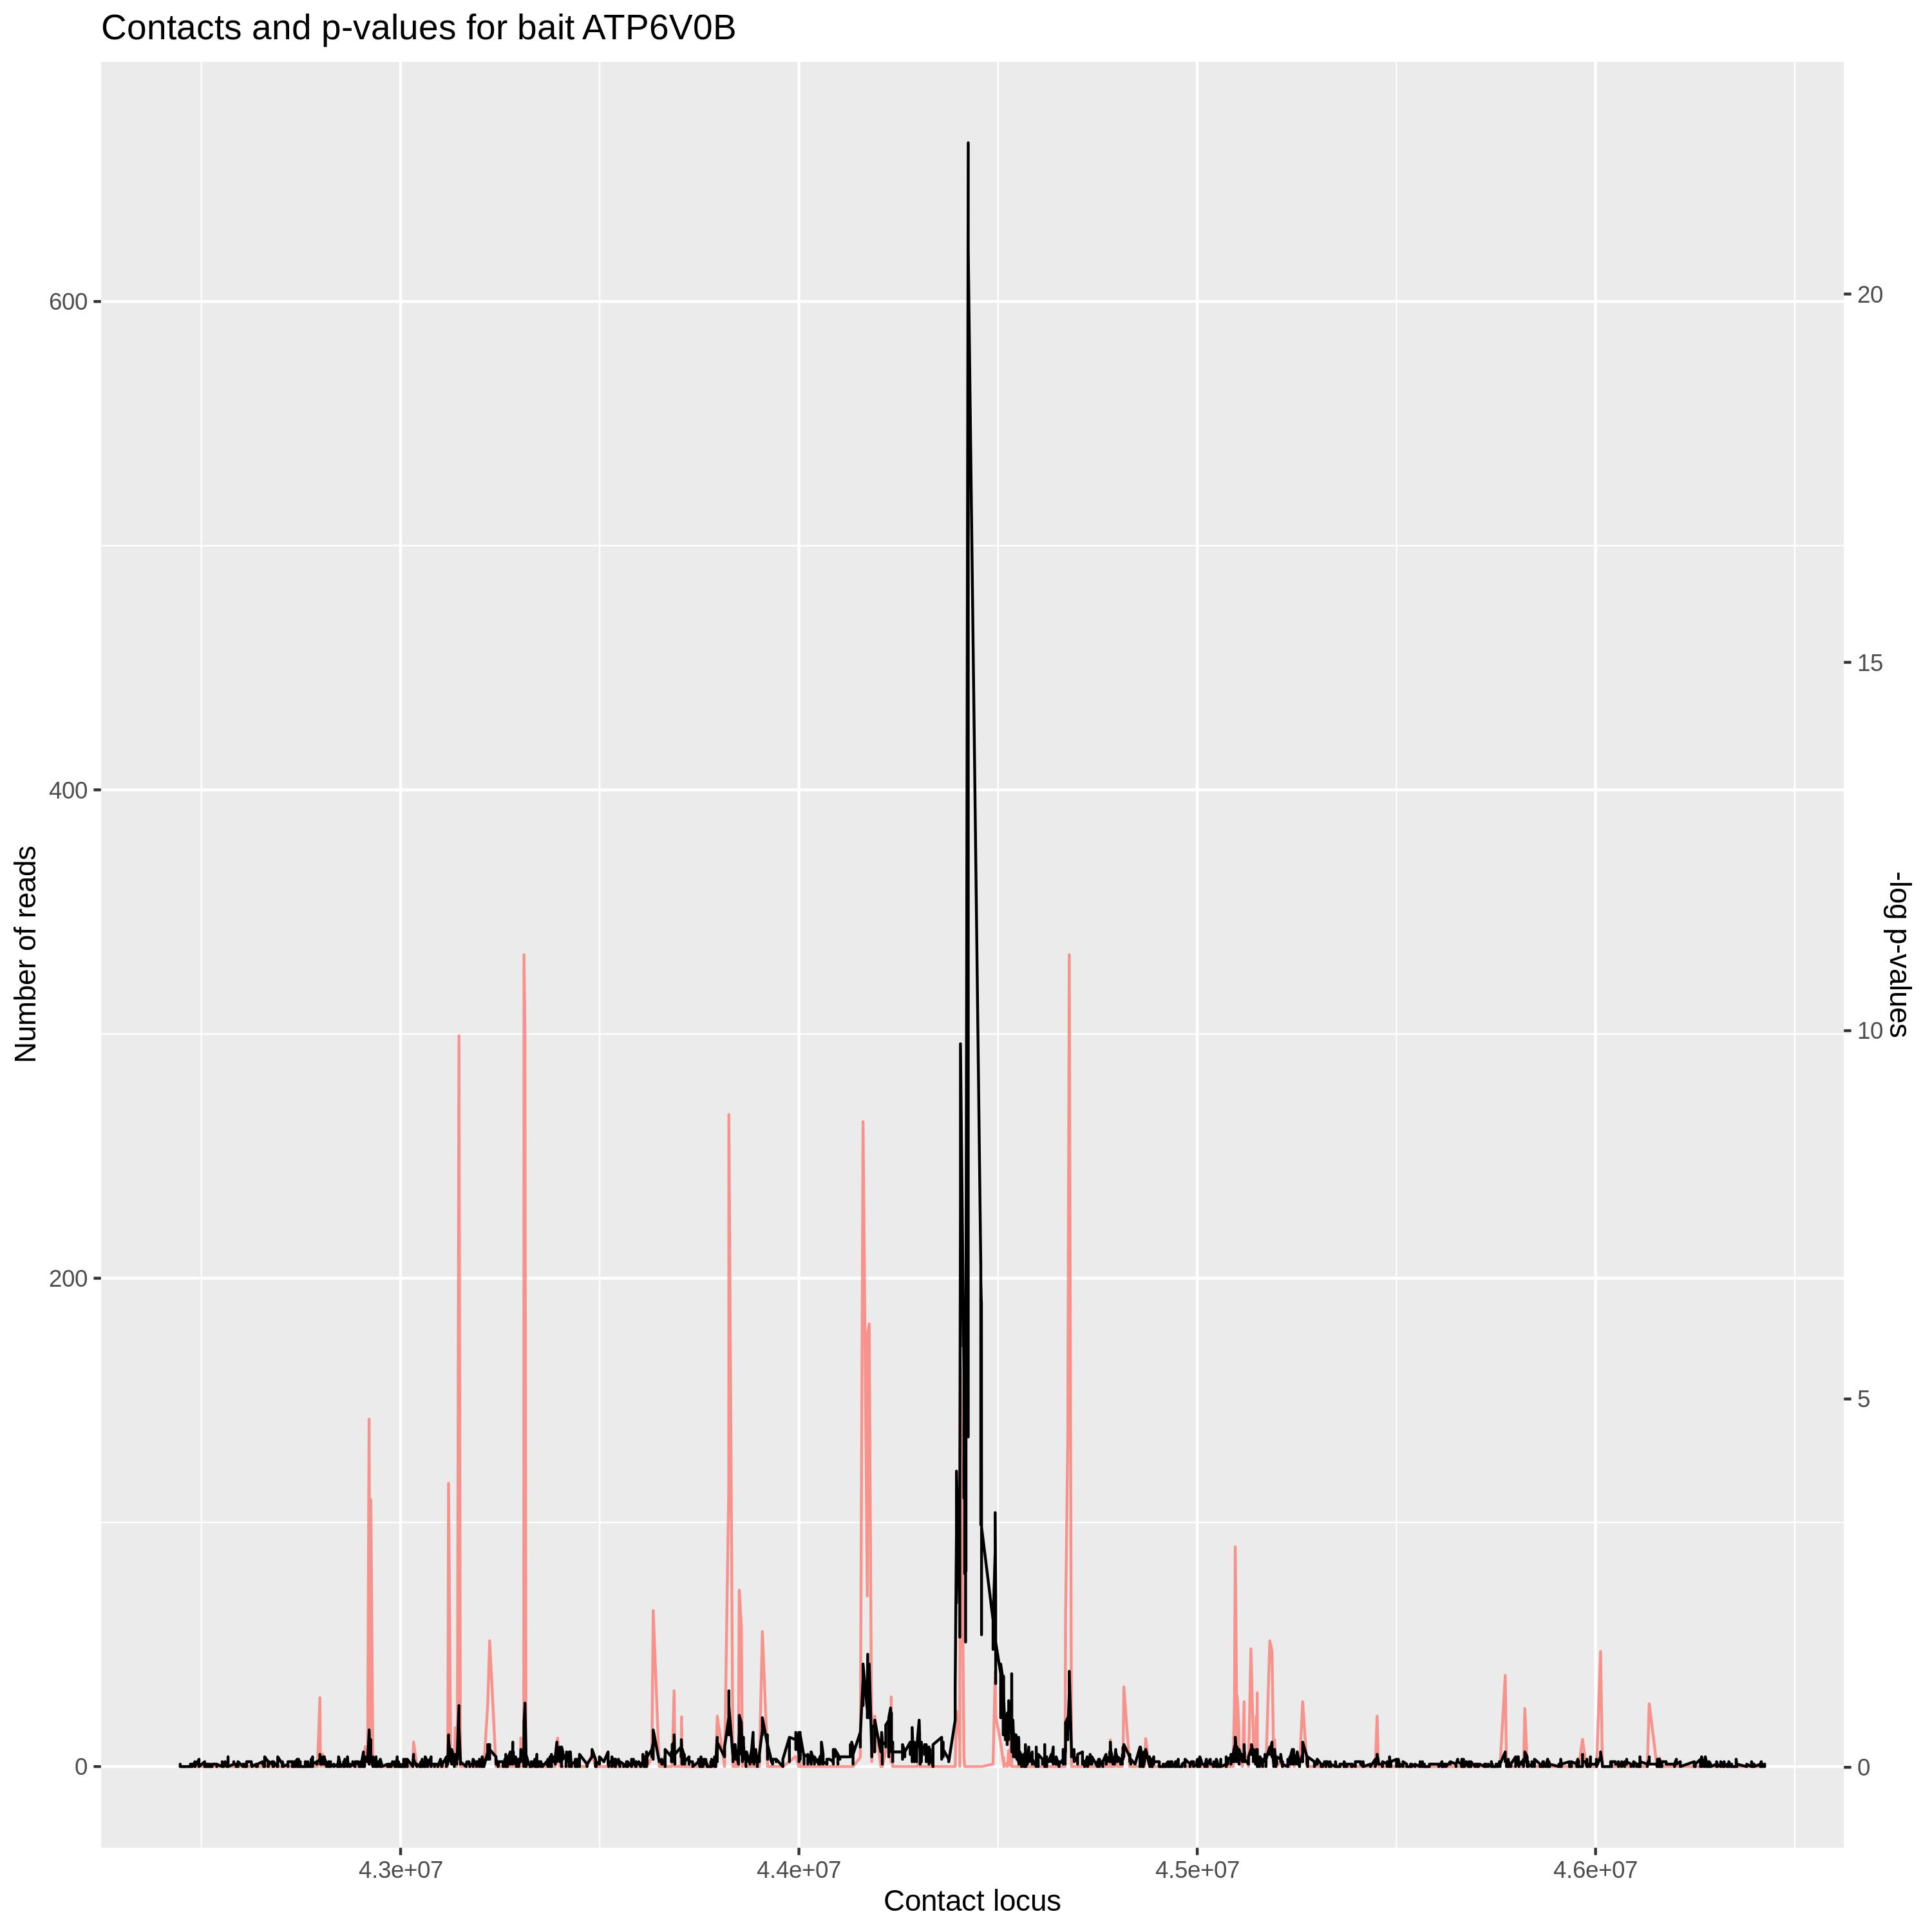 Contacts and p-values for bait ATP6V0B
600
400
200
0
Number of reads
20
15
10
5
0
-log p-values
4.3e+07
4.4e+07
4.5e+07
4.6e+07
Contact locus